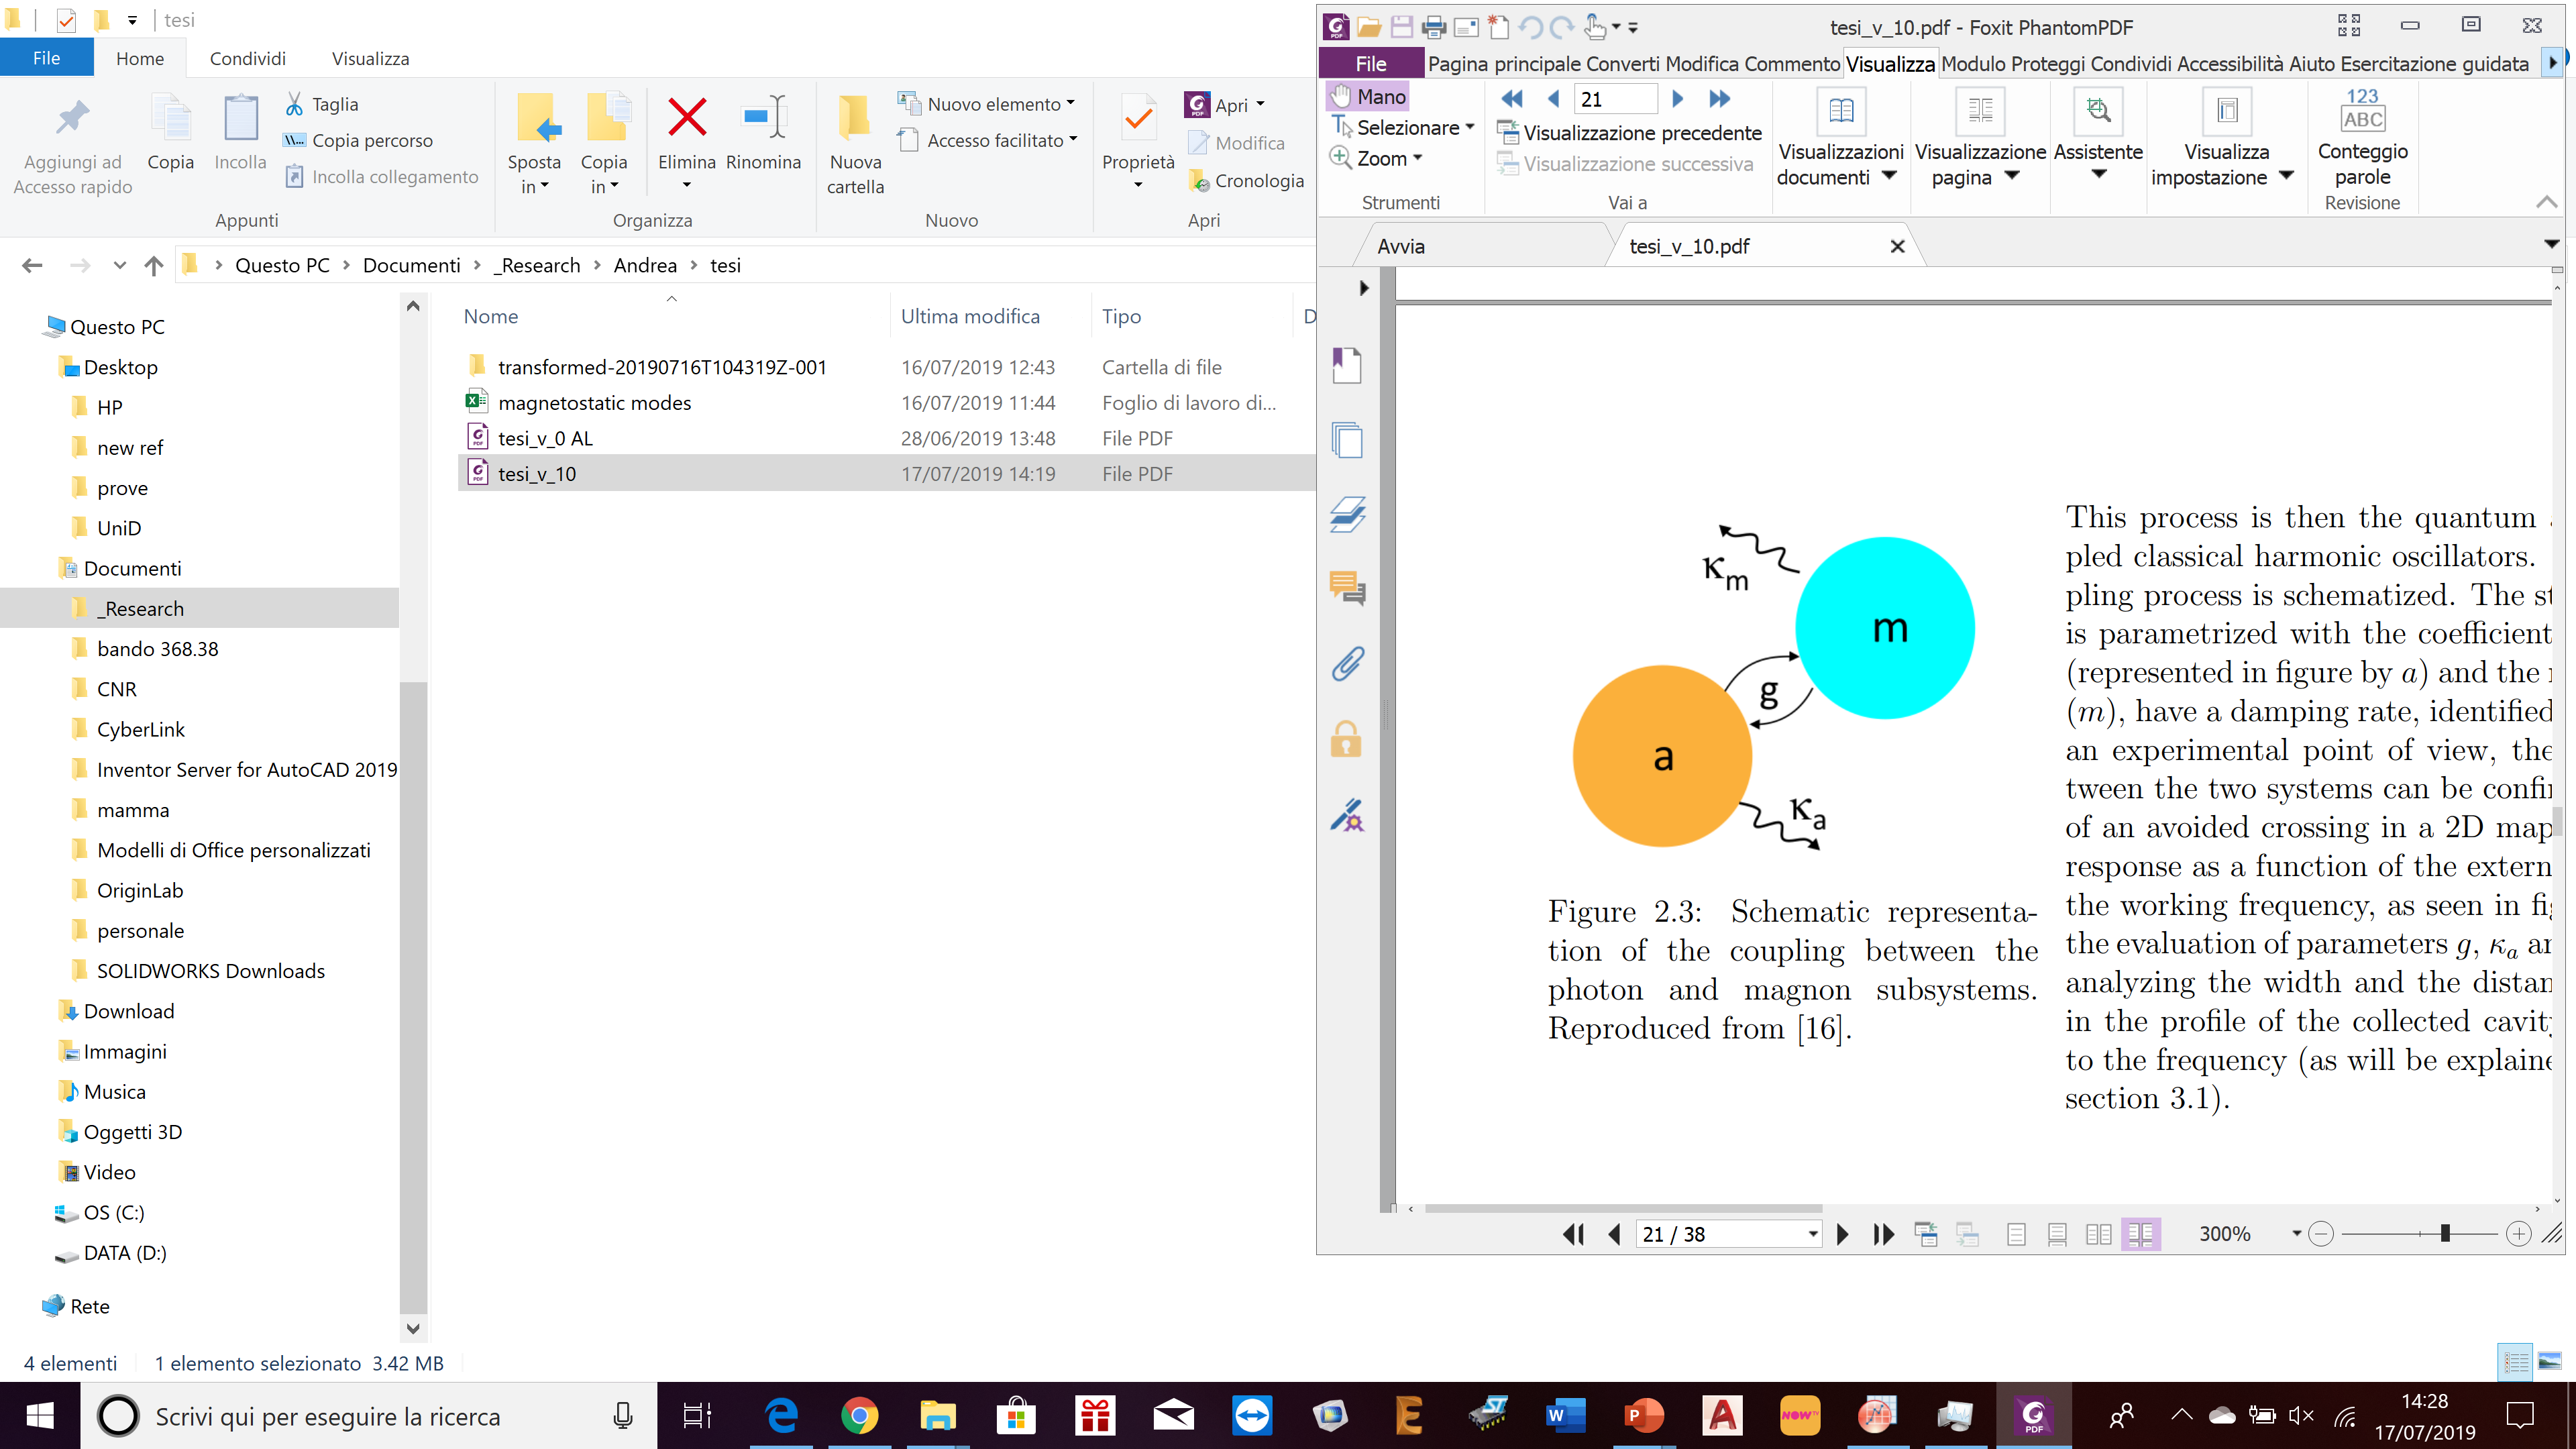 tesi
File Home Condividi Visualizza
Aggiungi ad Accesso rapido
Copia
Incolla
Taglia
Copia percorso
Incolla collegamento
Appunti
Sposta in
Copia in
Elimina
Rinomina
Organizza
Nuova cartella
Nuovo elemento
Accesso facilitato
Nuovo
Proprietà
Apri
Modifica
Cronologia
Apri
Questo PC Documenti _Research Andrea tesi
Questo PC
Desktop
HP
new ref
prove
UniD
Documenti
_Research
bando 368.38
CNR
CyberLink
Inventor Server for AutoCAD 2019
mamma
Modelli di Office personalizzati
OriginLab
personale
SOLIDWORKS Downloads
Download
Immagini
Musica
Oggetti 3D
Video
OS (C:)
DATA (D:)
Rete
Nome Ultima modifica Tipo D
transformed-20190716T104319Z-001 16/07/2019 12:43 Cartella di file
magnetostatic modes 16/07/2019 11:44 Foglio di lavoro di...
tesi_v_0 AL 28/06/2019 13:48 File PDF
tesi_v_10 17/07/2019 14:19 File PDF
4 elementi 1 elemento selezionato 3.42 MB
tesi_v_10.pdf - Foxit PhantomPDF
File Pagina principale Converti Modifica Commento Visualizza Modulo Proteggi Condividi Accessibilità Aiuto Esercitazione guidata
Mano
Selezionare
Zoom
Strumenti
21
Visualizzazione precedente
Visualizzazione successiva
Vai a
Visualizzazioni documenti
Visualizzazione pagina
Assistente
Visualizza impostazione
123
ABC
Conteggio parole
Revisione
Avvia
tesi_v_10.pdf
κm
m
g
a
κa
Figure 2.3: Schematic representa-
tion of the coupling between the
photon and magnon subsystems.
Reproduced from [16].
This process is then the quantum
pled classical harmonic oscillators.
pling process is schematized. The st
is parametrized with the coefficient
(represented in figure by a) and the
(m), have a damping rate, identified
an experimental point of view, the
tween the two systems can be confi
of an avoided crossing in a 2D map
response as a function of the extern
the working frequency, as seen in fi
the evaluation of parameters g, κa a
analyzing the width and the distan
in the profile of the collected cavit
to the frequency (as will be explaine
section 3.1).
21 / 38
300%
Scrivi qui per eseguire la ricerca
14:28
17/07/2019